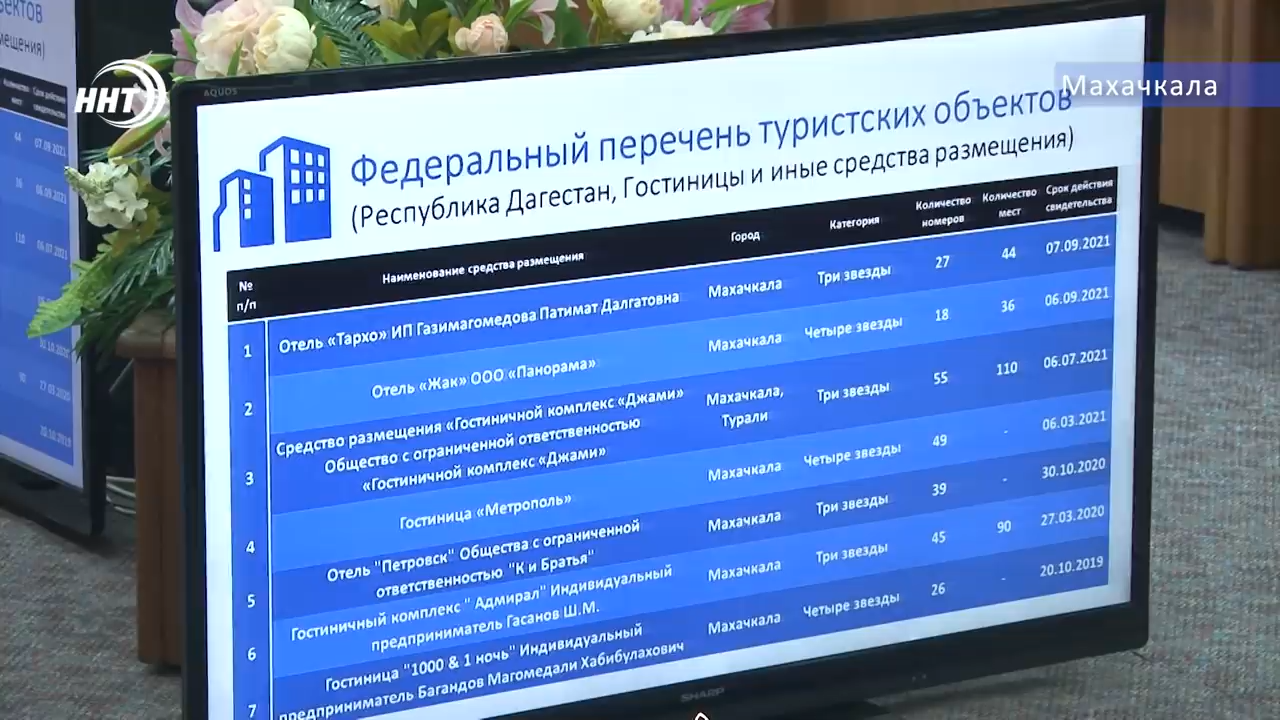 ННТ
Махачкала
AQUOS
Федеральный перечень туристских объектов
(Республика Дагестан, Гостиницы и иные средства размещения)
№ п/п Наименование средства размещения Город Категория Количество номеров Количество мест Срок действия свидетельства
1 Отель «Тархо» ИП Газимагомедова Патимат Далгатовна Махачкала Три звезды 27 44 07.09.2021
2 Отель «Жак» ООО «Панорама» Махачкала Четыре звезды 18 36 06.09.2021
3 Средство размещения «Гостиничный комплекс «Джами»
Общество с ограниченной ответственностью
«Гостиничный комплекс «Джами» Махачкала, Турали Три звезды 55 110 06.07.2021
4 Гостиница «Метрополь» Махачкала Четыре звезды 49 - 06.03.2021
5 Отель "Петровск" Общества с ограниченной
ответственностью "К и Братья" Махачкала Три звезды 39 - 30.10.2020
6 Гостиничный комплекс " Адмирал" Индивидуальный
предприниматель Гасанов Ш.М. Махачкала Три звезды 45 90 27.03.2020
7 Гостиница "1000 & 1 ночь" Индивидуальный
предприниматель Багандов Магомедали Хабибулахович Махачкала Четыре звезды 26 - 20.10.2019
SHARP